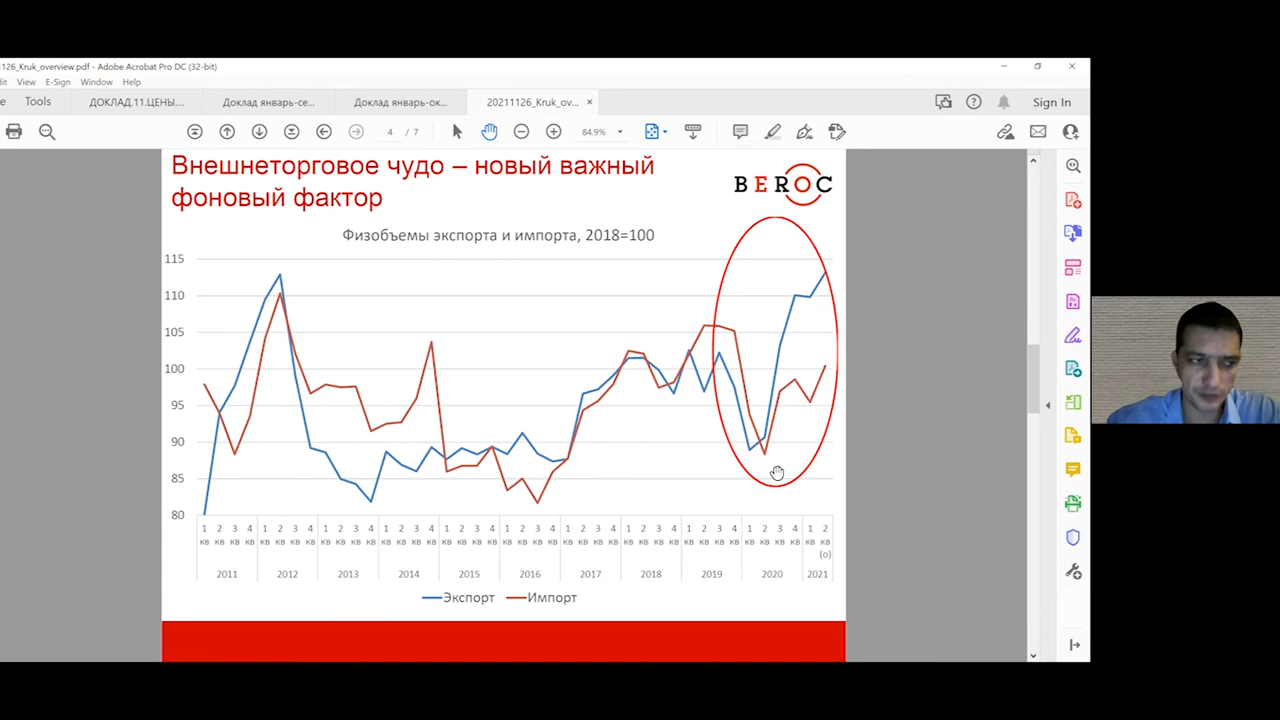 126_Kruk_overview.pdf - Adobe Acrobat Pro DC (32-bit)
View E-Sign Window Help
Tools ДОКЛАД.11.ЦЕНЫ.... Доклад январь-се... Доклад январь-ок... 20211126_Kruk_ov... × Sign In
4 / 7 84.9%
Внешнеторговое чудо – новый важный
фоновый фактор
BEROC
Физобъемы экспорта и импорта, 2018=100
115
110
105
100
95
90
85
80
1 2 3 4 1 2 3 4 1 2 3 4 1 2 3 4 1 2 3 4 1 2 3 4 1 2 3 4 1 2 3 4 1 2 3 4 1 2 3 4 1 2
кв кв кв кв кв кв кв кв кв кв кв кв кв кв кв кв кв кв кв кв кв кв кв кв кв кв кв кв кв кв кв кв кв кв кв кв кв кв кв кв кв кв
(о)
2011 2012 2013 2014 2015 2016 2017 2018 2019 2020 2021
Экспорт Импорт